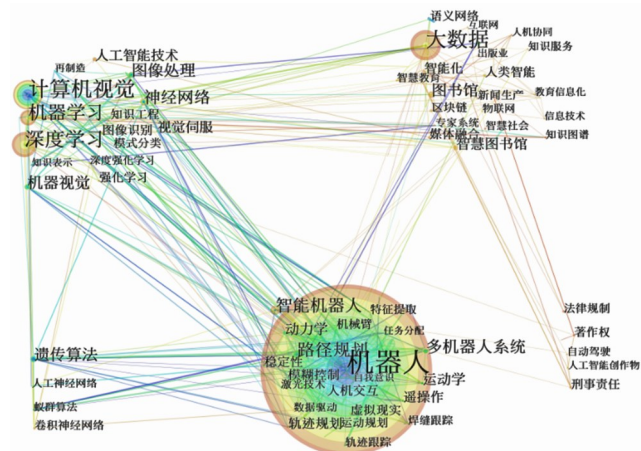 语义网络
互联网
大数据
人机协同
出版业
知识服务
人工智能技术
再制造
图像处理
智能化
智慧教育
人类智能
计算机视觉
神经网络
图书馆
新闻生产
教育信息化
机器学习
知识工程
区块链
物联网
信息技术
图像识别
视觉伺服
专家系统
智慧社会
深度学习
模式分类
媒体融合
知识图谱
智慧图书馆
知识表示
深度强化学习
机器视觉
强化学习
智能机器人
特征提取
法律规制
动力学
机械臂
任务分配
著作权
路径规划
多机器人系统
自动驾驶
遗传算法
稳定性
机器人
人工智能创作物
模糊控制
自我意识
运动学
人工神经网络
激光技术
人机交互
遥操作
刑事责任
蚁群算法
数据驱动
虚拟现实
卷积神经网络
轨迹规划
运动规划
焊缝跟踪
轨迹跟踪